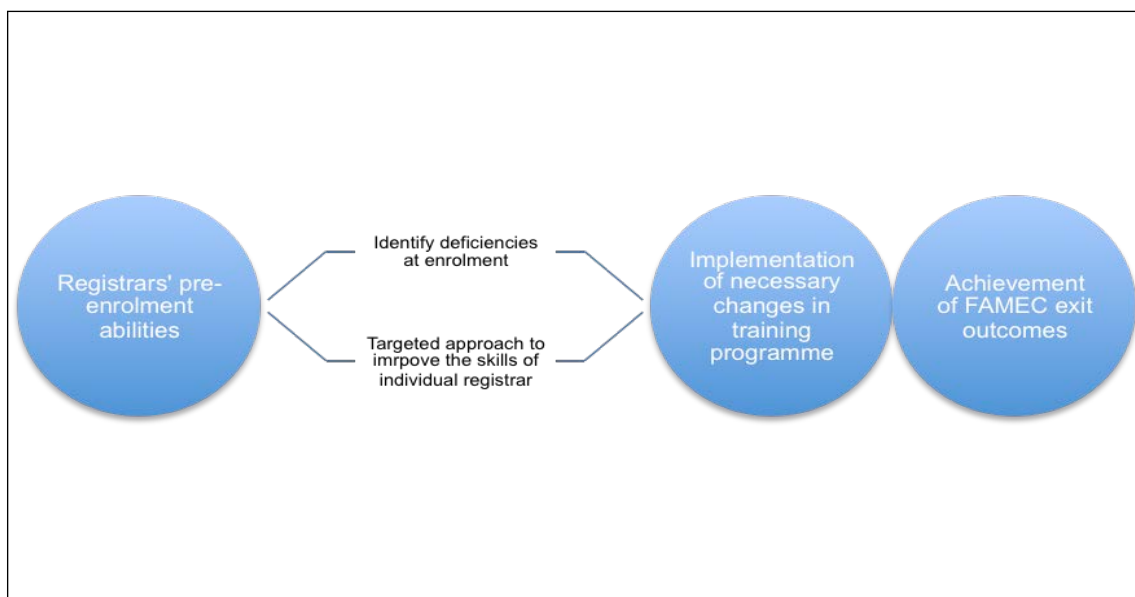 Registrars' pre-
enrolment
abilities
Identify deficiencies
at enrolment
Targeted approach to
imrpove the skills of
individual registrar
Implementation
of necessary
changes in
training
programme
Achievement
of FAMEC exit
outcomes